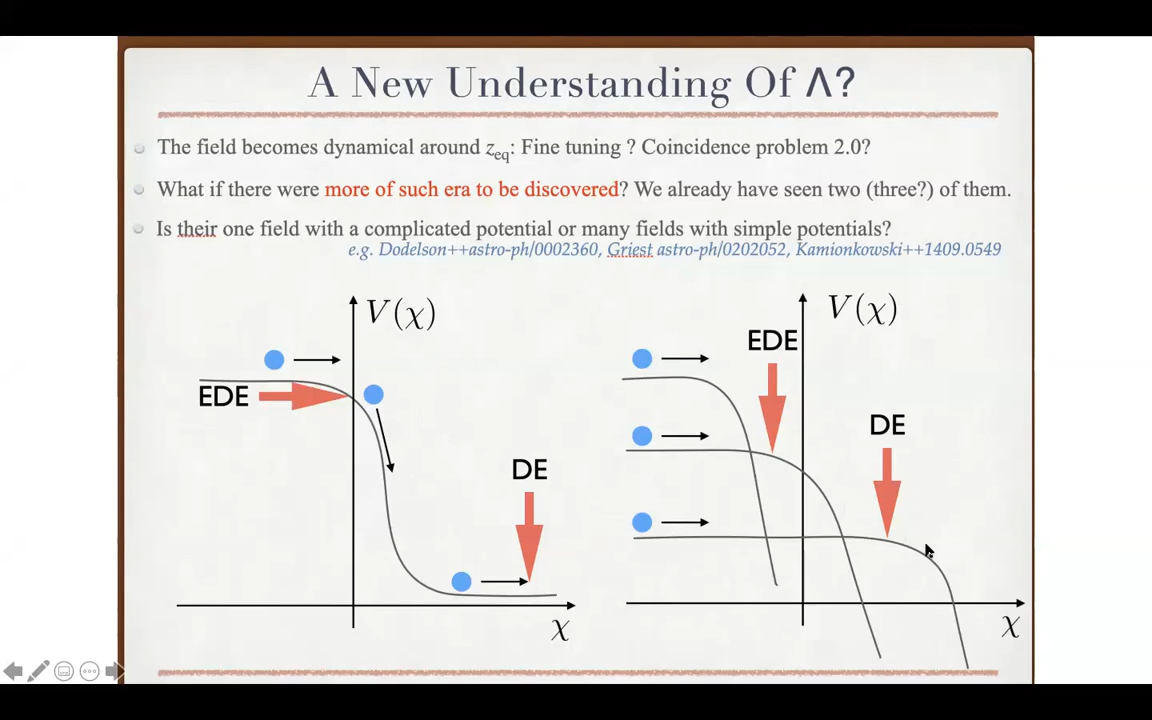 A New Understanding Of Λ?
The field becomes dynamical around z_eq: Fine tuning ? Coincidence problem 2.0?
What if there were more of such era to be discovered? We already have seen two (three?) of them.
Is their one field with a complicated potential or many fields with simple potentials?
e.g. Dodelson++astro-ph/0002360, Griest astro-ph/0202052, Kamionkowski++1409.0549
V(χ)
EDE
DE
χ
V(χ)
EDE
DE
χ